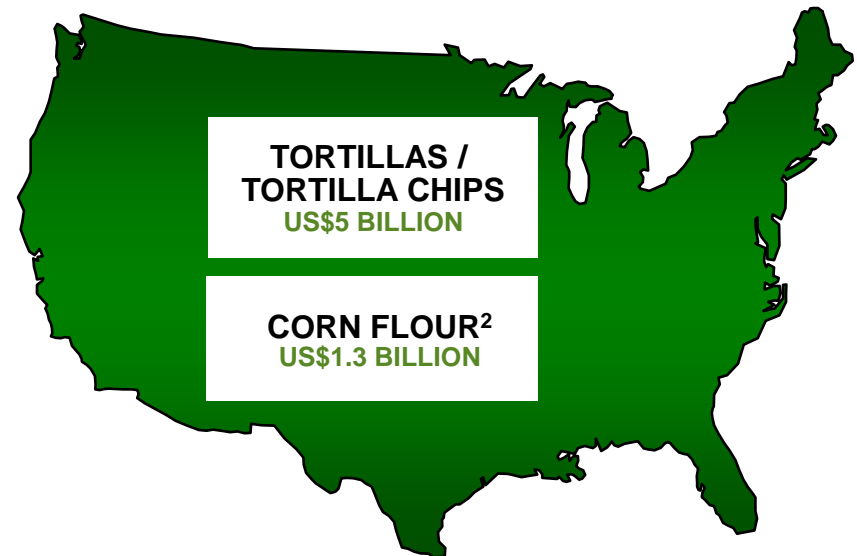 TORTILLAS /
TORTILLA CHIPS
US$5 BILLION
CORN FLOUR²
US$1.3 BILLION